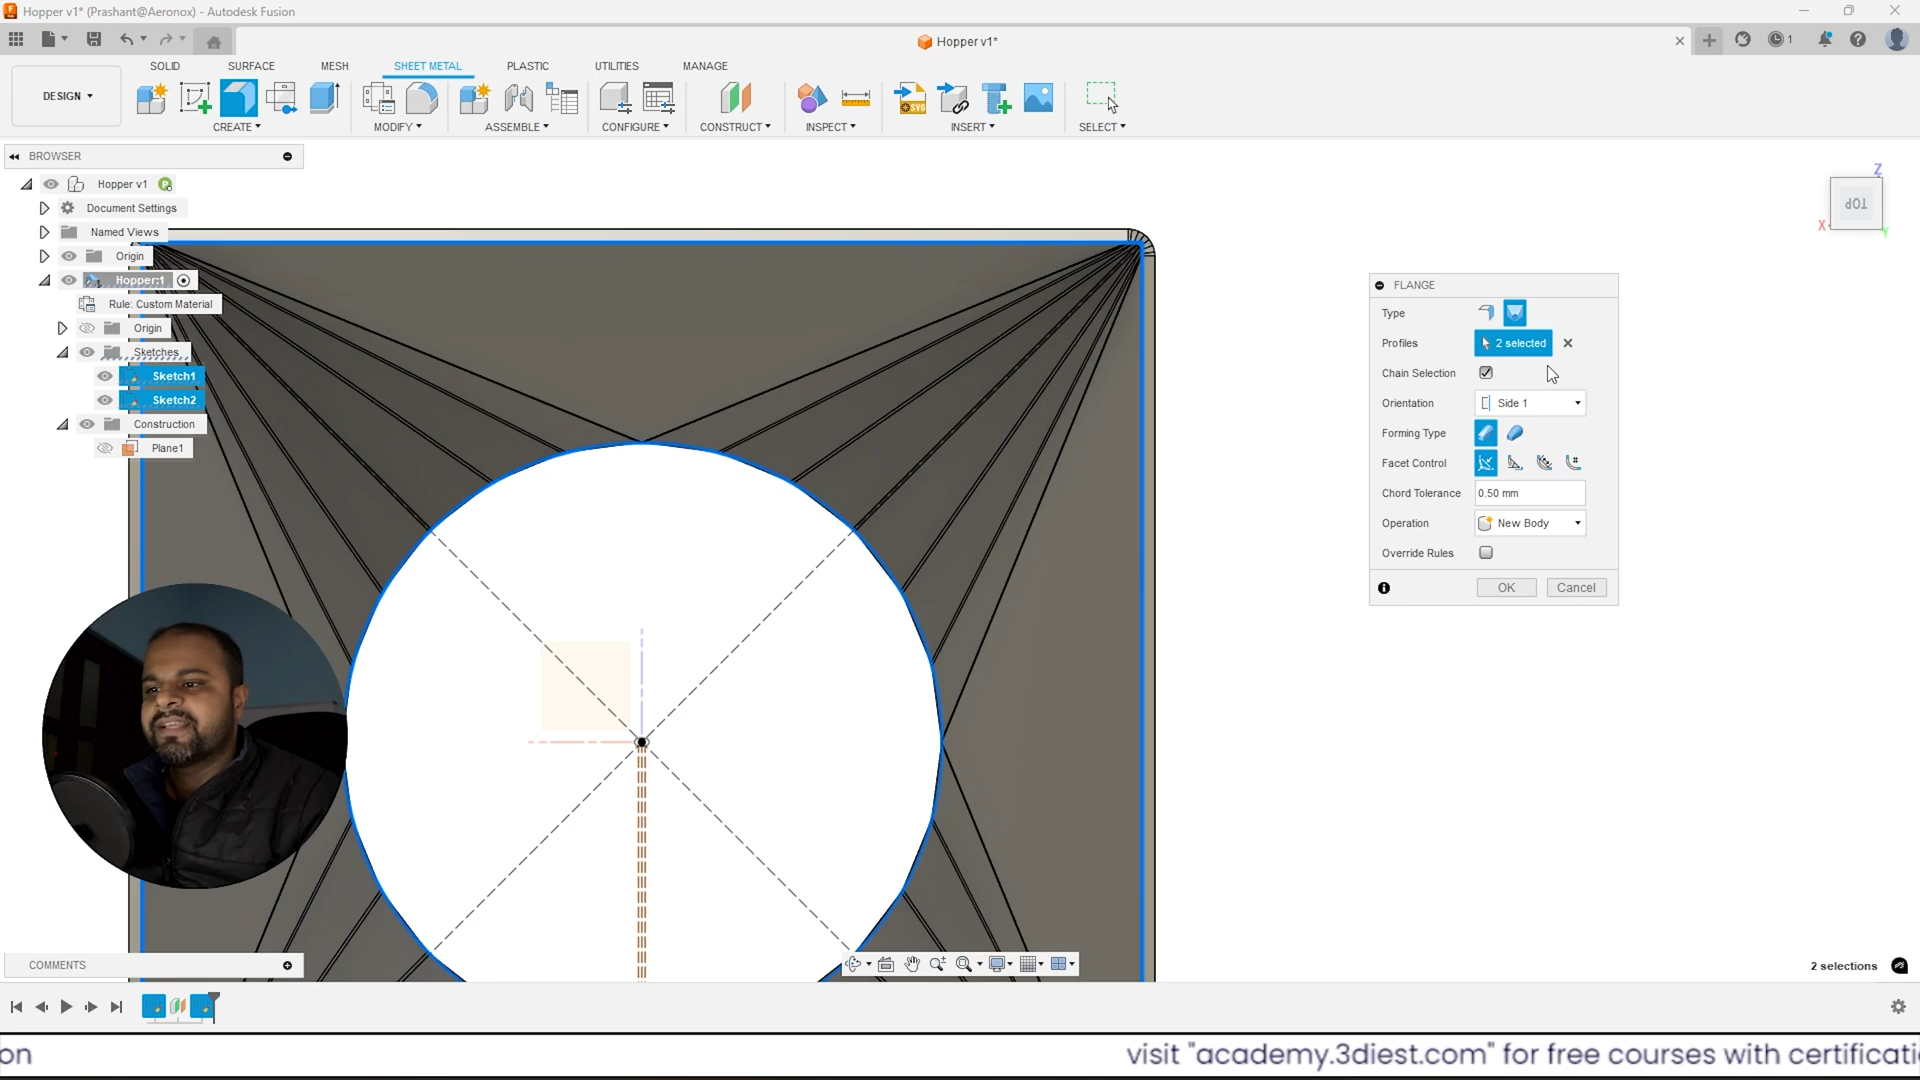 Hopper v1* (Prashant@Aeronox) - Autodesk Fusion
Hopper v1*
1
SOLID SURFACE MESH SHEET METAL PLASTIC UTILITIES MANAGE
DESIGN
CREATE MODIFY ASSEMBLE CONFIGURE CONSTRUCT INSPECT INSERT SELECT
BROWSER
Hopper v1
Document Settings
Named Views
Origin
Hopper:1
Rule: Custom Material
Origin
Sketches
Sketch1
Sketch2
Construction
Plane1
Z
TOP
X
Y
FLANGE
Type
Profiles 2 selected
Chain Selection
Orientation Side 1
Forming Type
Facet Control
Chord Tolerance 0.50 mm
Operation New Body
Override Rules
OK Cancel
COMMENTS
2 selections
on visit "academy.3diest.com" for free courses with certificati